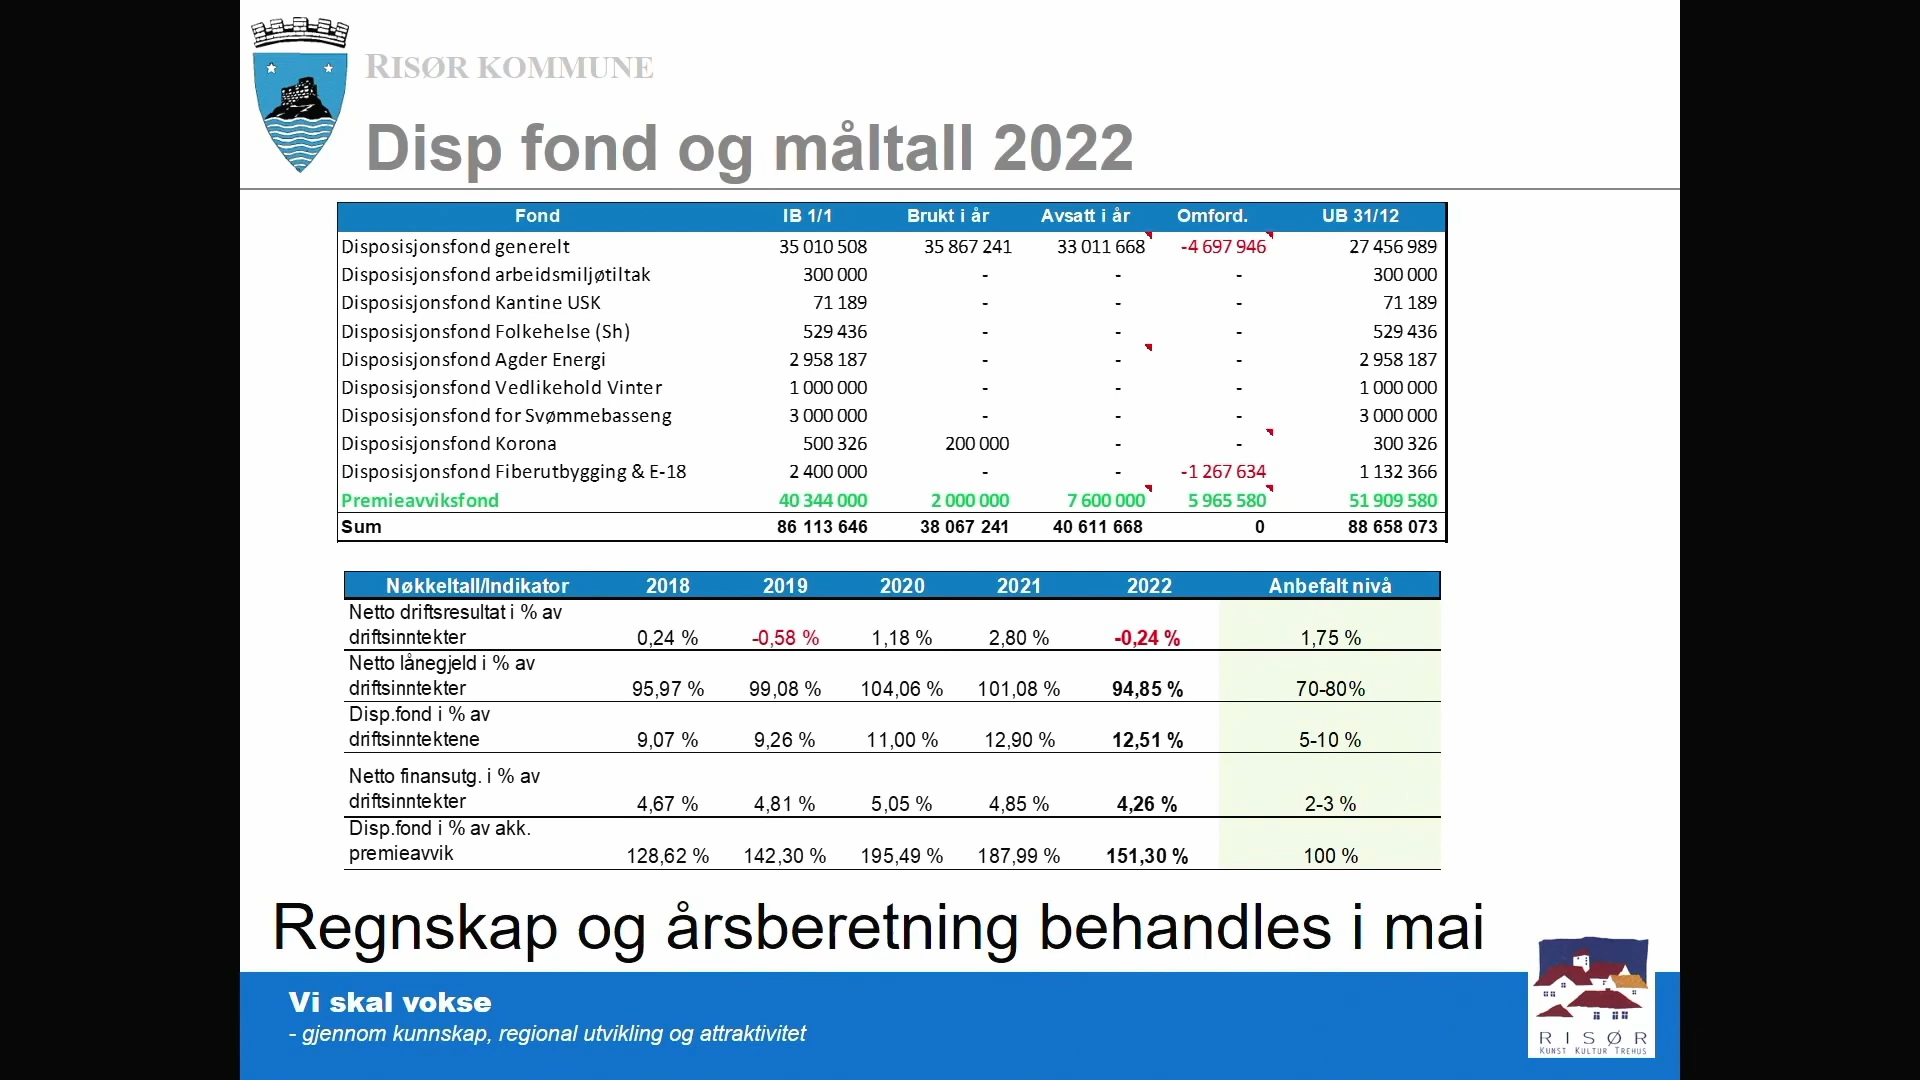 RISØR KOMMUNE
Disp fond og måltall 2022
Fond IB 1/1 Brukt i år Avsatt i år Omford. UB 31/12
Disposisjonsfond generelt 35 010 508 35 867 241 33 011 668 -4 697 946 27 456 989
Disposisjonsfond arbeidsmiljøtiltak 300 000 - - - 300 000
Disposisjonsfond Kantine USK 71 189 - - - 71 189
Disposisjonsfond Folkehelse (Sh) 529 436 - - - 529 436
Disposisjonsfond Agder Energi 2 958 187 - - - 2 958 187
Disposisjonsfond Vedlikehold Vinter 1 000 000 - - - 1 000 000
Disposisjonsfond for Svømmebasseng 3 000 000 - - - 3 000 000
Disposisjonsfond Korona 500 326 200 000 - - 300 326
Disposisjonsfond Fiberutbygging & E-18 2 400 000 - - -1 267 634 1 132 366
Premieavviksfond 40 344 000 2 000 000 7 600 000 5 965 580 51 909 580
Sum 86 113 646 38 067 241 40 611 668 0 88 658 073
Nøkkeltall/Indikator 2018 2019 2020 2021 2022 Anbefalt nivå
Netto driftsresultat i % av
driftsinntekter 0,24 % -0,58 % 1,18 % 2,80 % -0,24 % 1,75 %
Netto lånegjeld i % av
driftsinntekter 95,97 % 99,08 % 104,06 % 101,08 % 94,85 % 70-80%
Disp.fond i % av
driftsinntektene 9,07 % 9,26 % 11,00 % 12,90 % 12,51 % 5-10 %
Netto finansutg. i % av
driftsinntekter 4,67 % 4,81 % 5,05 % 4,85 % 4,26 % 2-3 %
Disp.fond i % av akk.
premieavvik 128,62 % 142,30 % 195,49 % 187,99 % 151,30 % 100 %
Regnskap og årsberetning behandles i mai
Vi skal vokse
- gjennom kunnskap, regional utvikling og attraktivitet
RISØR
KUNST KULTUR TREHUS